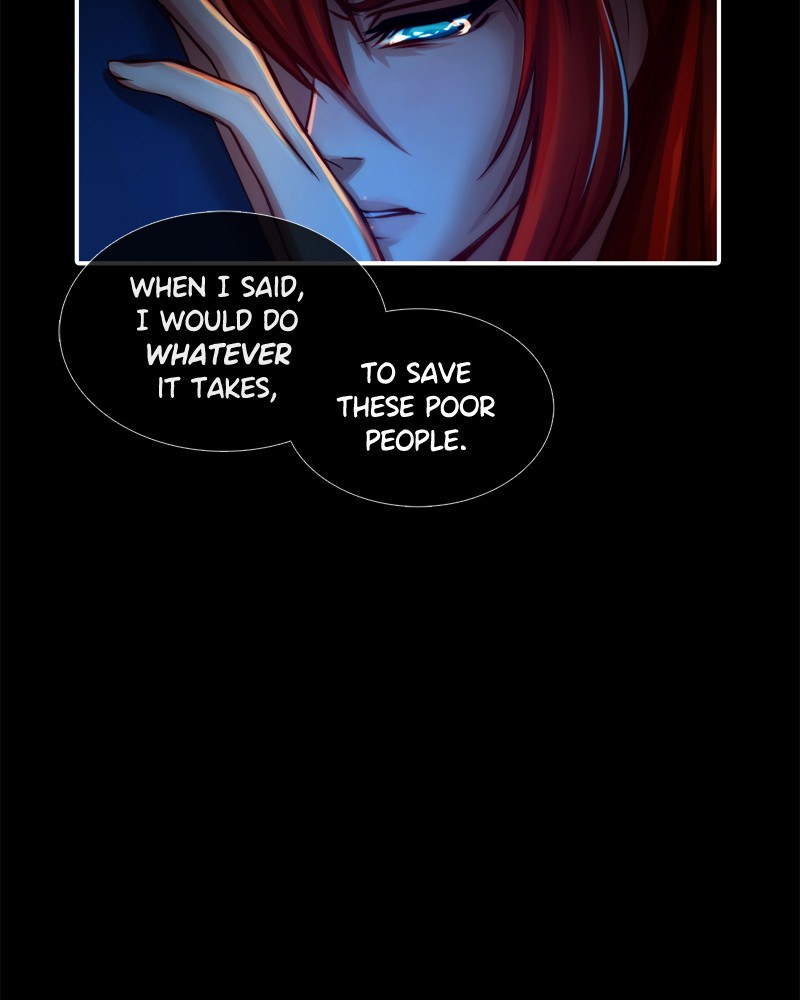 WHEN I SAID,
I WOULD DO
WHATEVER
IT TAKES,
TO SAVE
THESE POOR
PEOPLE.